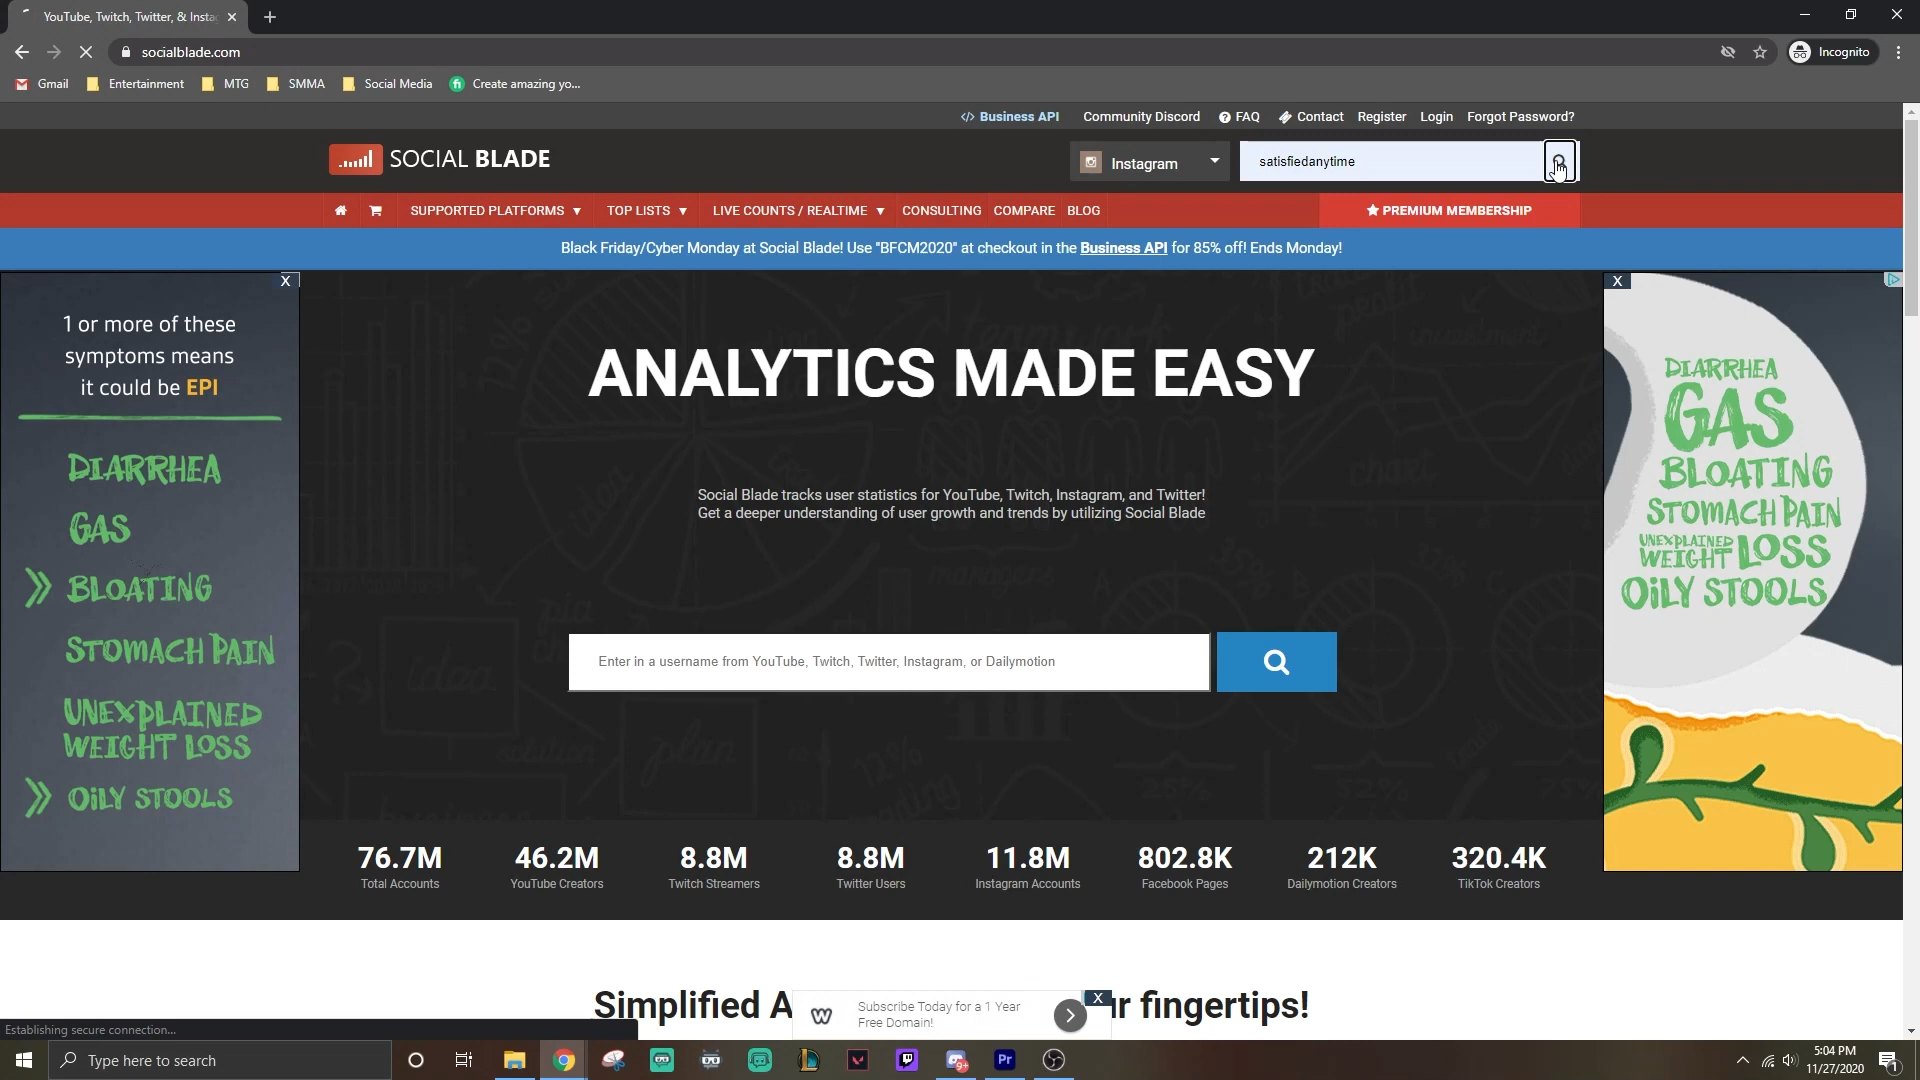 YouTube, Twitch, Twitter, & Insta
socialblade.com
Incognito
Gmail
Entertainment
MTG
SMMA
Social Media
Create amazing yo...
Business API
Community Discord
FAQ
Contact
Register
Login
Forgot Password?
SOCIAL BLADE
Instagram
satisfiedanytime
SUPPORTED PLATFORMS
TOP LISTS
LIVE COUNTS / REALTIME
CONSULTING
COMPARE
BLOG
PREMIUM MEMBERSHIP
Black Friday/Cyber Monday at Social Blade! Use "BFCM2020" at checkout in the Business API for 85% off! Ends Monday!
X
1 or more of these
symptoms means
it could be EPI
DIARRHEA
GAS
BLOATING
STOMACH PAIN
UNEXPLAINED
WEIGHT LOSS
OILY STOOLS
ANALYTICS MADE EASY
Social Blade tracks user statistics for YouTube, Twitch, Instagram, and Twitter!
Get a deeper understanding of user growth and trends by utilizing Social Blade
Enter in a username from YouTube, Twitch, Twitter, Instagram, or Dailymotion
X
DIARRHEA
GAS
BLOATING
STOMACH PAIN
UNEXPLAINED
WEIGHT LOSS
OILY STOOLS
76.7M
Total Accounts
46.2M
YouTube Creators
8.8M
Twitch Streamers
8.8M
Twitter Users
11.8M
Instagram Accounts
802.8K
Facebook Pages
212K
Dailymotion Creators
320.4K
TikTok Creators
Simplified A
r fingertips!
Subscribe Today for a 1 Year
Free Domain!
X
Establishing secure connection...
Type here to search
9+
Pr
5:04 PM
11/27/2020
1